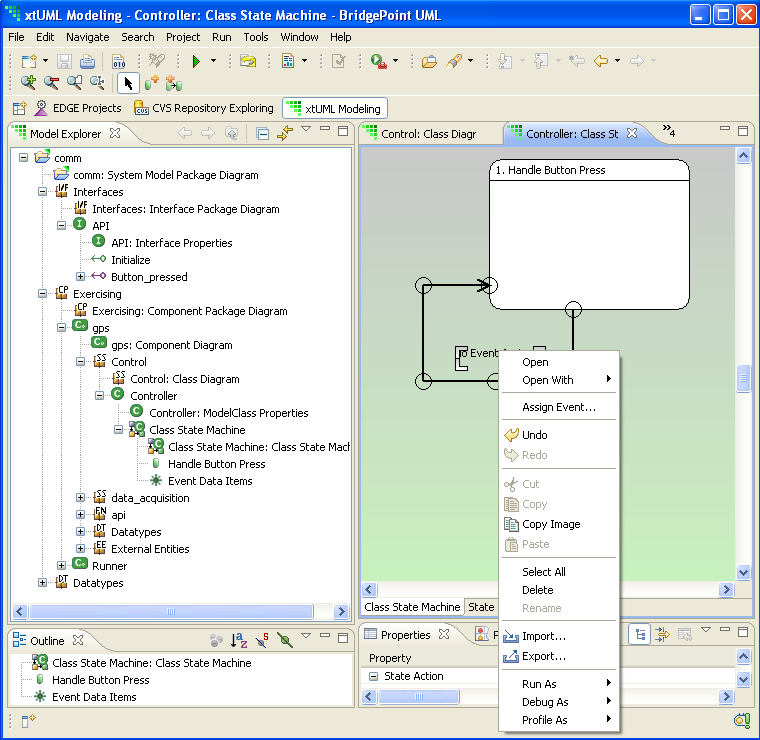 xtUML Modeling - Controller: Class State Machine - BridgePoint UML
File Edit Navigate Search Project Run Tools Window Help
EDGE Projects CVS Repository Exploring xtUML Modeling
Model Explorer
Control: Class Diagr
Controller: Class St
»4
comm
comm: System Model Package Diagram
Interfaces
Interfaces: Interface Package Diagram
API
API: Interface Properties
Initialize
Button_pressed
Exercising
Exercising: Component Package Diagram
gps
gps: Component Diagram
Control
Control: Class Diagram
Controller
Controller: ModelClass Properties
Class State Machine
Class State Machine: Class State Mach
Handle Button Press
Event Data Items
data_acquisition
api
Datatypes
External Entities
Runner
Datatypes
1. Handle Button Press
Open
Open With
Assign Event...
Undo
Redo
Cut
Copy
Copy Image
Paste
Select All
Delete
Rename
Import...
Export...
Run As
Debug As
Profile As
Class State Machine State
Outline
Class State Machine: Class State Machine
Handle Button Press
Event Data Items
Properties
Property
State Action